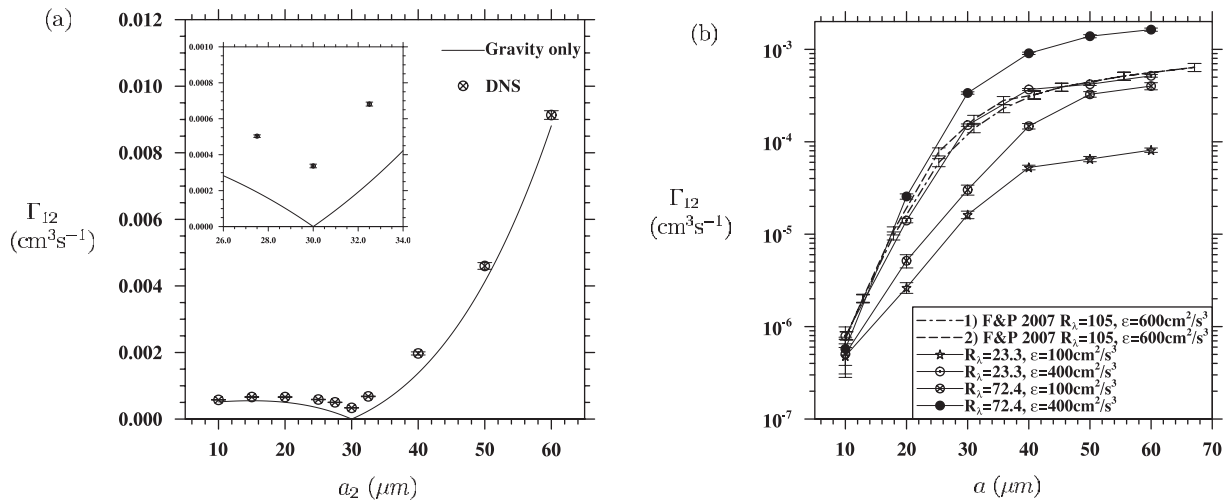 (a)
0.012
0.010
0.008
0.006
0.004
0.002
0.000
Γ12
(cm³s⁻¹)
10 20 30 40 50 60
a₂ (μm)
0.0010
0.0008
0.0006
0.0004
0.0002
0.0000
26.0 28.0 30.0 32.0 34.0
Gravity only
DNS
(b)
10⁻³
10⁻⁴
10⁻⁵
10⁻⁶
10⁻⁷
Γ12
(cm³s⁻¹)
1) F&P 2007 Rλ=105, ε=600cm²/s³
2) F&P 2007 Rλ=105, ε=600cm²/s³
Rλ=23.3, ε=100cm²/s³
Rλ=23.3, ε=400cm²/s³
Rλ=72.4, ε=100cm²/s³
Rλ=72.4, ε=400cm²/s³
10 20 30 40 50 60 70
a (μm)